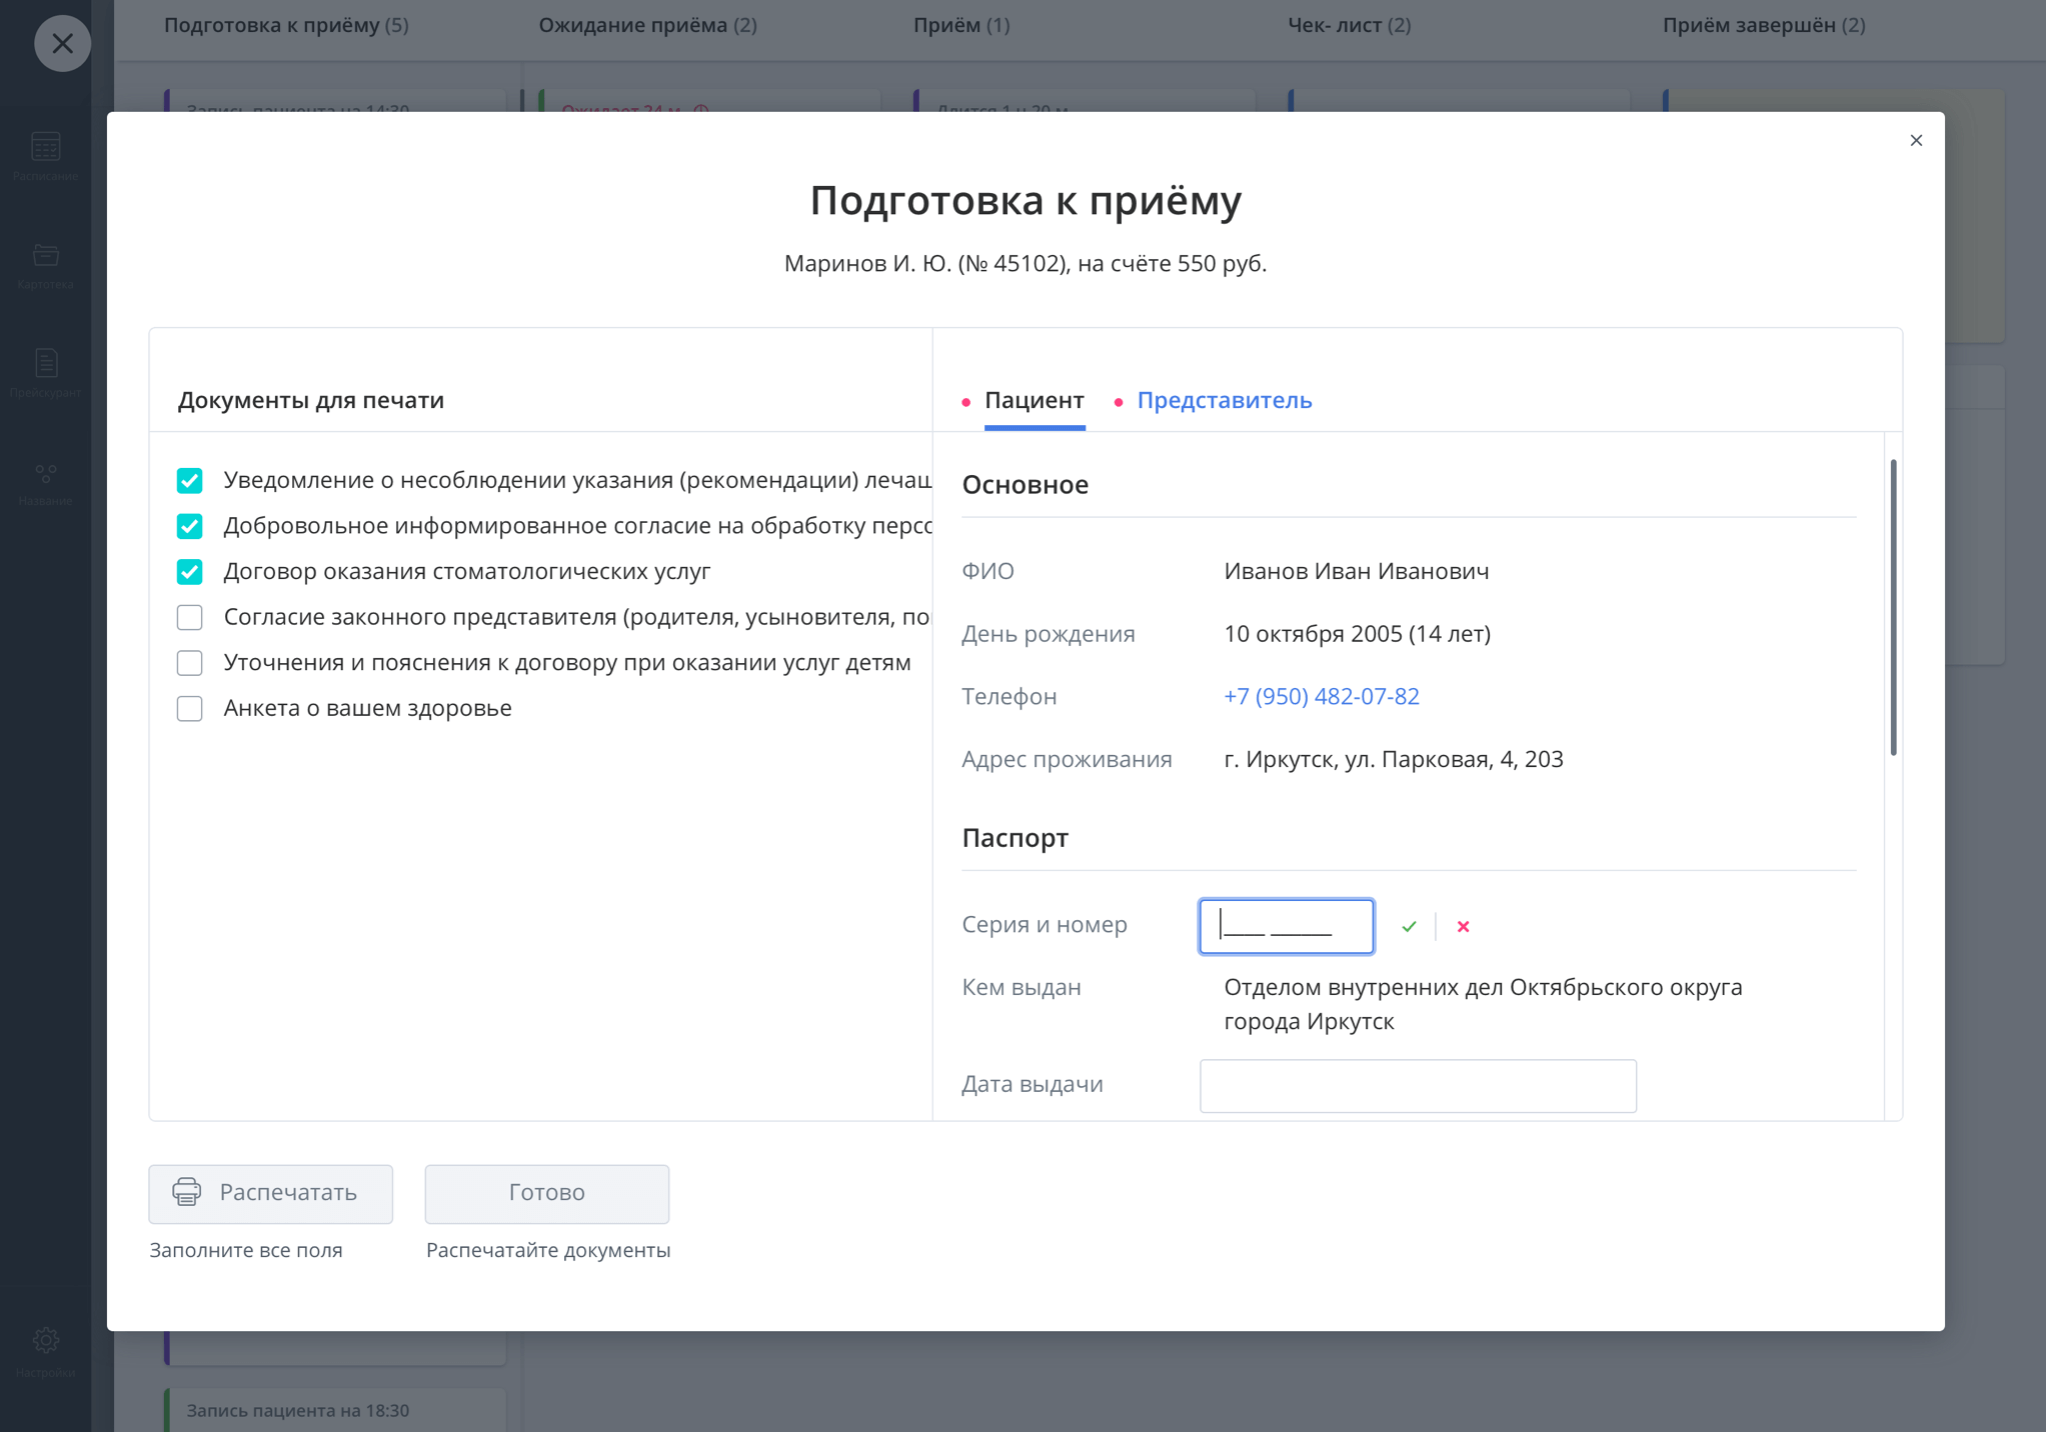 Подготовка к приёму (5)
Ожидание приёма (2)
Приём (1)
Чек- лист (2)
Приём завершён (2)
Запись пациента на 14:30
Ожидает 24 м
Длится 1 ч 20 м
Расписание
Картотека
Прейскурант
Название
Настройки
Подготовка к приёму
Маринов И. Ю. (№ 45102), на счёте 550 руб.
Документы для печати
Уведомление о несоблюдении указания (рекомендации) лечащ
Добровольное информированное согласие на обработку персо
Договор оказания стоматологических услуг
Согласие законного представителя (родителя, усыновителя, по
Уточнения и пояснения к договору при оказании услуг детям
Анкета о вашем здоровье
Пациент
Представитель
Основное
ФИО
Иванов Иван Иванович
День рождения
10 октября 2005 (14 лет)
Телефон
+7 (950) 482-07-82
Адрес проживания
г. Иркутск, ул. Парковая, 4, 203
Паспорт
Серия и номер
____ ______
Кем выдан
Отделом внутренних дел Октябрьского округа
города Иркутск
Дата выдачи
Распечатать
Готово
Заполните все поля
Распечатайте документы
Запись пациента на 18:30